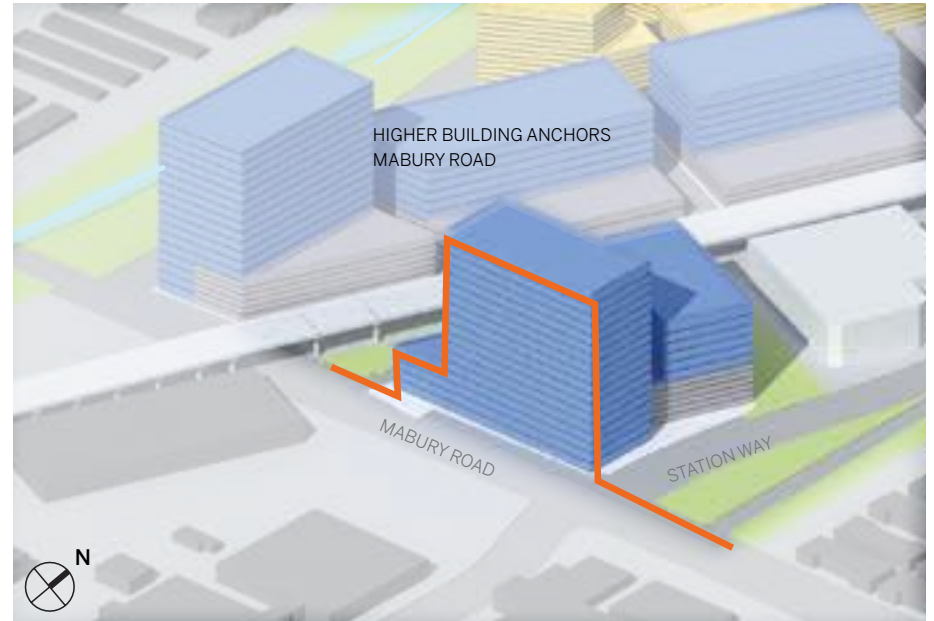 HIGHER BUILDING ANCHORS
MABURY ROAD
MABURY ROAD
STATION WAY
N